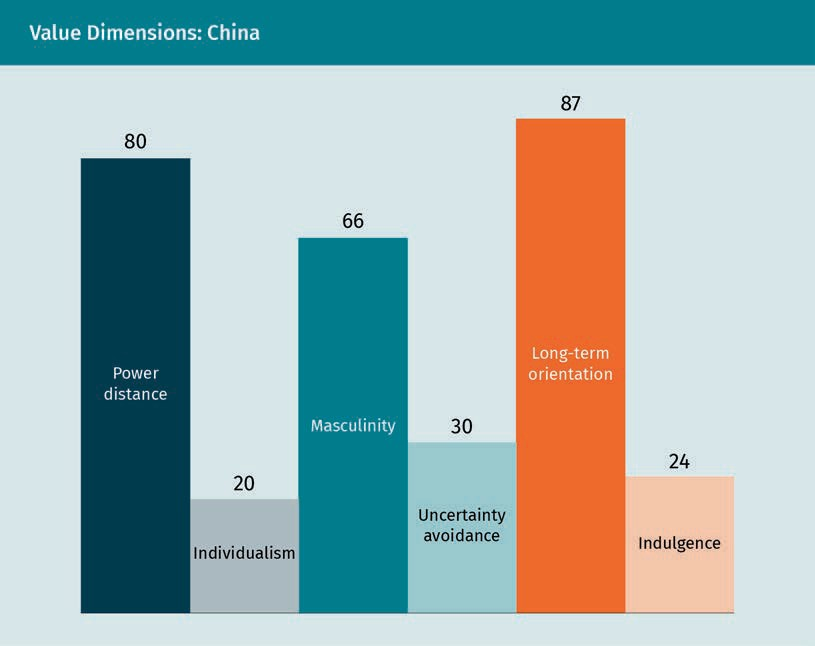 Value Dimensions: China
80
Power
distance
20
Individualism
66
Masculinity
30
Uncertainty
avoidance
87
Long-term
orientation
24
Indulgence